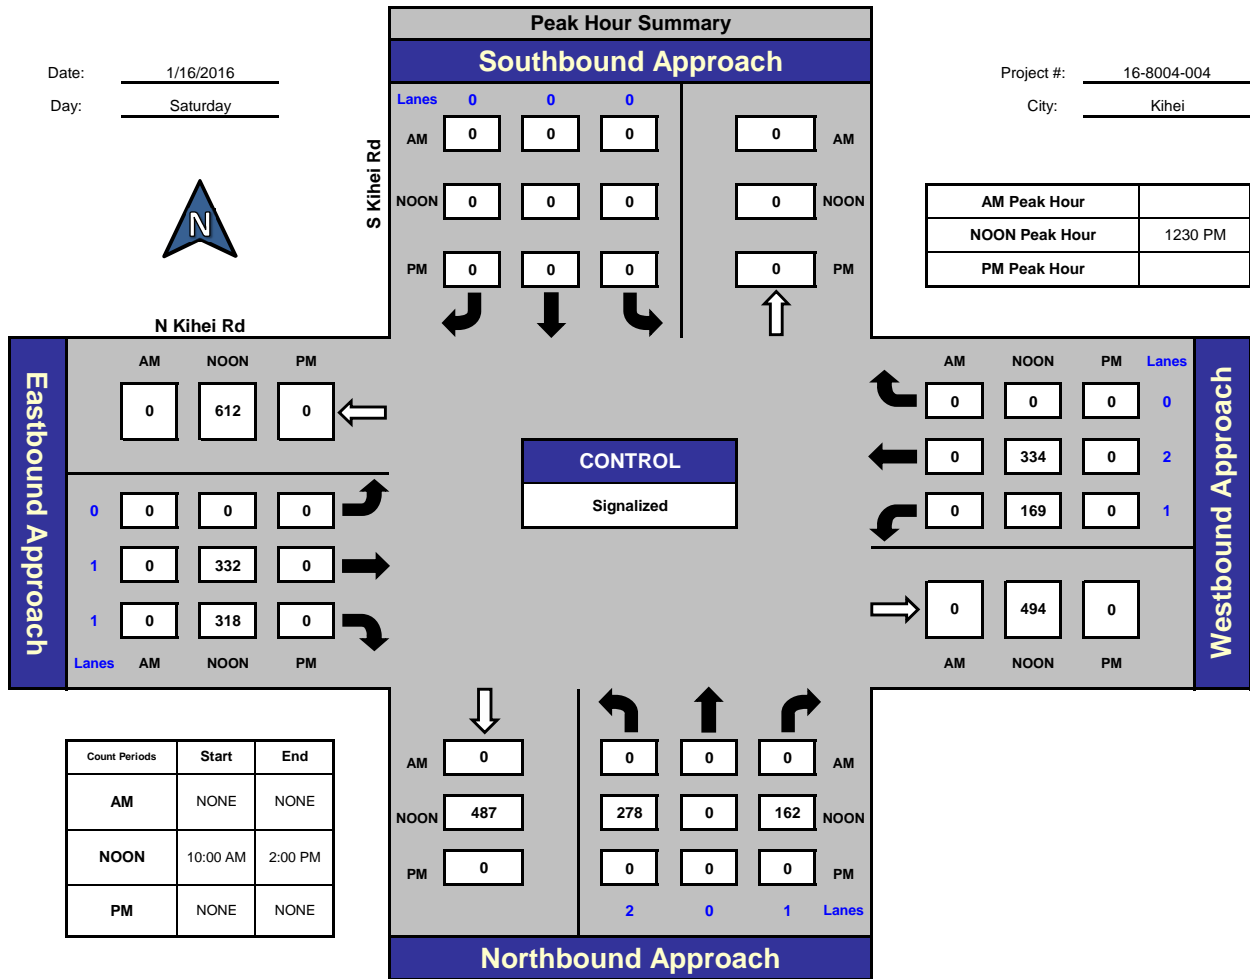 Peak Hour Summary
Southbound Approach
Date: 1/16/2016
Day: Saturday
Project #: 16-8004-004
City: Kihei
S Kihei Rd
Lanes 0 0 0
AM 0 0 0 0 AM
NOON 0 0 0 0 NOON
PM 0 0 0 0 PM
N
AM Peak Hour
NOON Peak Hour 1230 PM
PM Peak Hour
N Kihei Rd
Eastbound Approach
AM NOON PM
0 612 0
0 0 0 0
1 0 332 0
1 0 318 0
Lanes AM NOON PM
CONTROL
Signalized
Westbound Approach
AM NOON PM Lanes
0 0 0 0
0 334 0 2
0 169 0 1
0 494 0
AM NOON PM
Count Periods Start End
AM NONE NONE
NOON 10:00 AM 2:00 PM
PM NONE NONE
AM 0 0 0 0 AM
NOON 487 278 0 162 NOON
PM 0 0 0 0 PM
2 0 1 Lanes
Northbound Approach